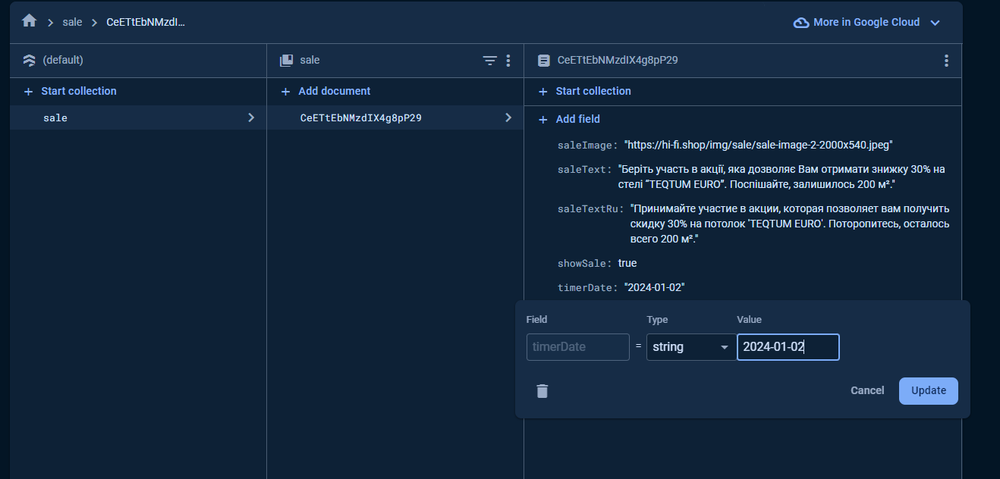 sale
CeETtEbNMzdI...
More in Google Cloud
(default)
sale
CeETtEbNMzdIX4g8pP29
Start collection
Add document
Start collection
sale
CeETtEbNMzdIX4g8pP29
Add field
saleImage: "https://hi-fi.shop/img/sale/sale-image-2-2000x540.jpeg"
saleText: "Беріть участь в акції, яка дозволяє Вам отримати знижку 30% на
стелі “TEQTUM EURO”. Поспішайте, залишилось 200 м²."
saleTextRu: "Принимайте участие в акции, которая позволяет вам получить
скидку 30% на потолок 'TEQTUM EURO'. Поторопитесь, осталось
всего 200 м²."
showSale: true
timerDate: "2024-01-02"
Field Type Value
timerDate = string 2024-01-02
Cancel Update